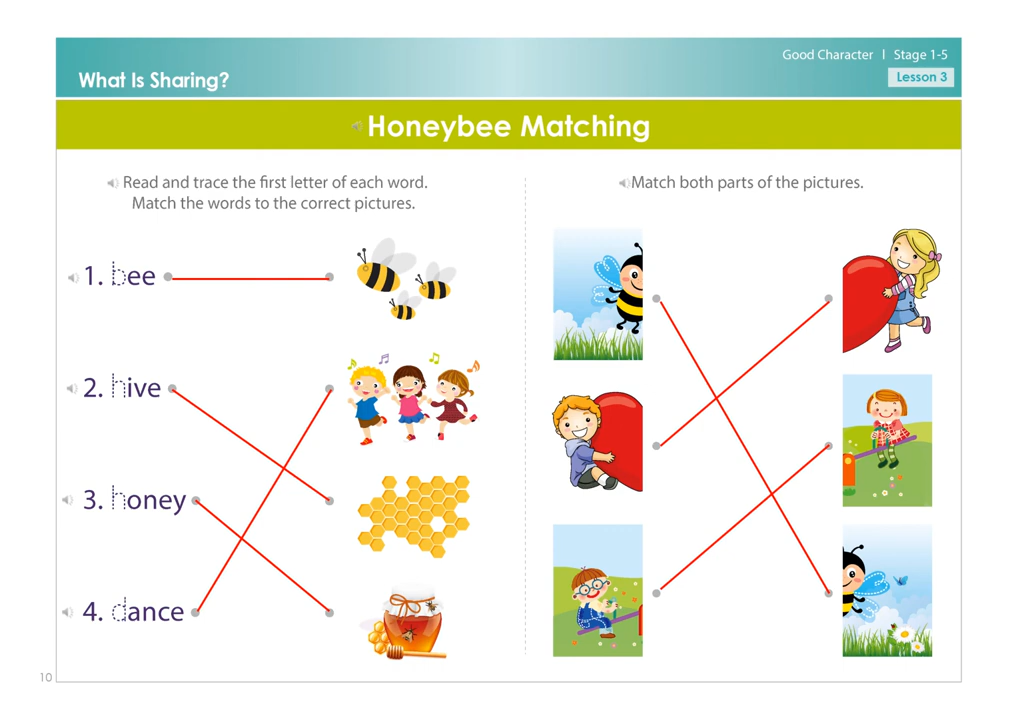 Good Character | Stage 1-5
What Is Sharing?
Lesson 3
Honeybee Matching
Read and trace the first letter of each word.
Match the words to the correct pictures.
1. bee
2. hive
3. honey
4. dance
Match both parts of the pictures.
10